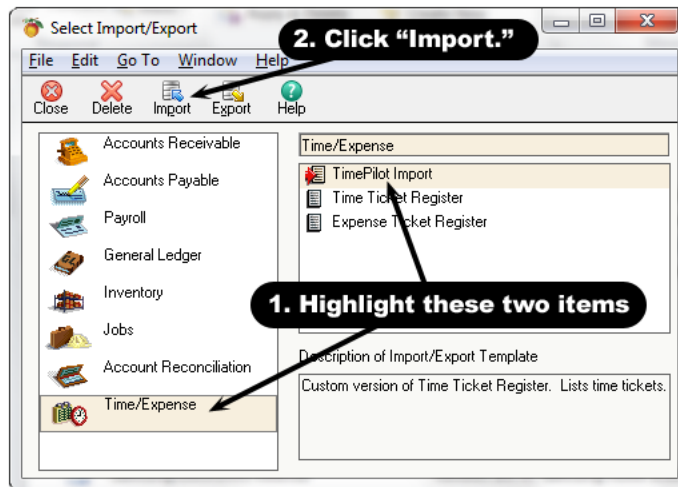 Select Import/Export
2. Click “Import.”
File Edit Go To Window Help
Close Delete Import Export Help
Accounts Receivable
Accounts Payable
Payroll
General Ledger
Inventory
Jobs
Account Reconciliation
Time/Expense
Time/Expense
TimePilot Import
Time Ticket Register
Expense Ticket Register
1. Highlight these two items
Description of Import/Export Template
Custom version of Time Ticket Register. Lists time tickets.